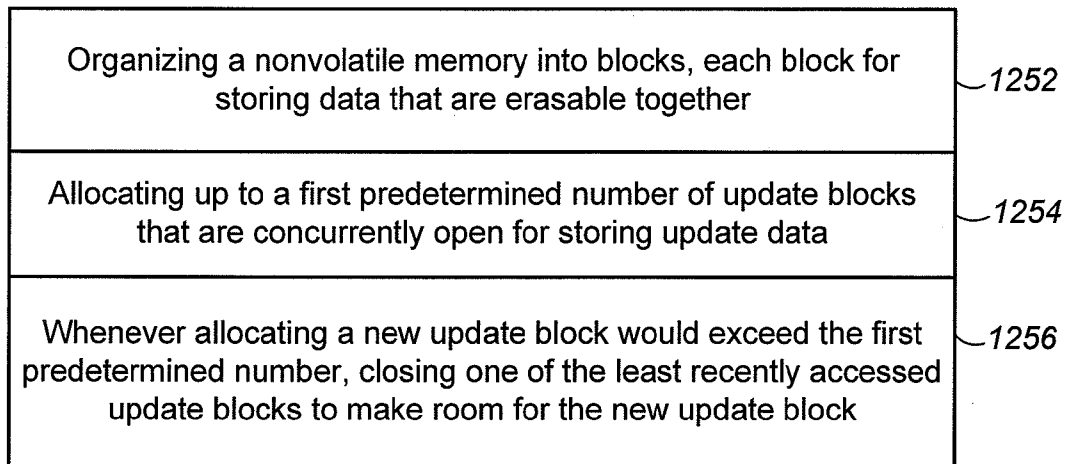 Organizing a nonvolatile memory into blocks, each block for
storing data that are erasable together
1252
Allocating up to a first predetermined number of update blocks
that are concurrently open for storing update data
1254
Whenever allocating a new update block would exceed the first
predetermined number, closing one of the least recently accessed
update blocks to make room for the new update block
1256